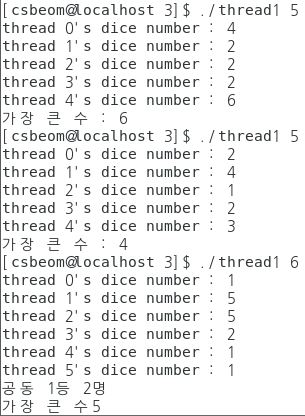 [csbeom@localhost 3]$ ./thread1 5
thread 0's dice number : 4
thread 1's dice number : 2
thread 2's dice number : 2
thread 3's dice number : 2
thread 4's dice number : 6
가장 큰 수 : 6
[csbeom@localhost 3]$ ./thread1 5
thread 0's dice number : 2
thread 1's dice number : 4
thread 2's dice number : 1
thread 3's dice number : 2
thread 4's dice number : 3
가장 큰 수 : 4
[csbeom@localhost 3]$ ./thread1 6
thread 0's dice number : 1
thread 1's dice number : 5
thread 2's dice number : 5
thread 3's dice number : 2
thread 4's dice number : 1
thread 5's dice number : 1
공동 1등 2명
가장 큰 수5